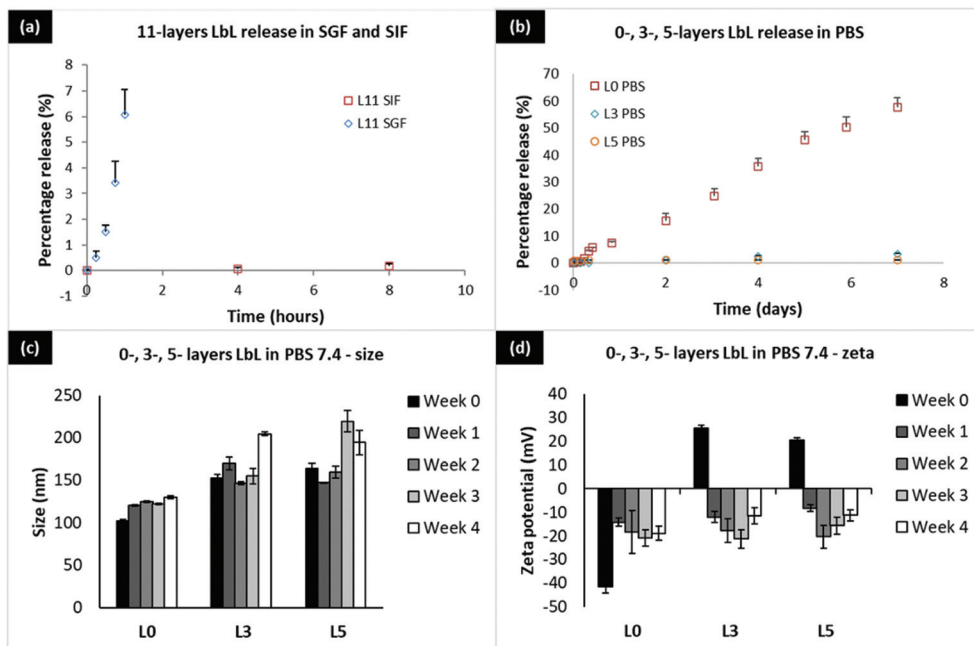 (a)
11-layers LbL release in SGF and SIF
Percentage release (%)
8
7
6
5
4
3
2
1
0
-1
0
2
4
6
8
10
Time (hours)
L11 SIF
L11 SGF
(b)
0-, 3-, 5-layers LbL release in PBS
Percentage release (%)
70
60
50
40
30
20
10
0
-10
0
2
4
6
8
Time (days)
L0 PBS
L3 PBS
L5 PBS
(c)
0-, 3-, 5- layers LbL in PBS 7.4 - size
Size (nm)
250
200
150
100
50
0
L0
L3
L5
Week 0
Week 1
Week 2
Week 3
Week 4
(d)
0-, 3-, 5- layers LbL in PBS 7.4 - zeta
Zeta potential (mV)
40
30
20
10
0
-10
-20
-30
-40
-50
L0
L3
L5
Week 0
Week 1
Week 2
Week 3
Week 4